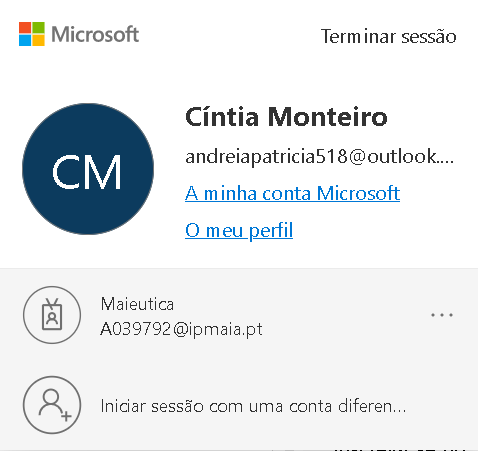 Microsoft
Terminar sessão
CM
Cíntia Monteiro
andreiapatricia518@outlook....
A minha conta Microsoft
O meu perfil
Maieutica
A039792@ipmaia.pt
Iniciar sessão com uma conta diferen...